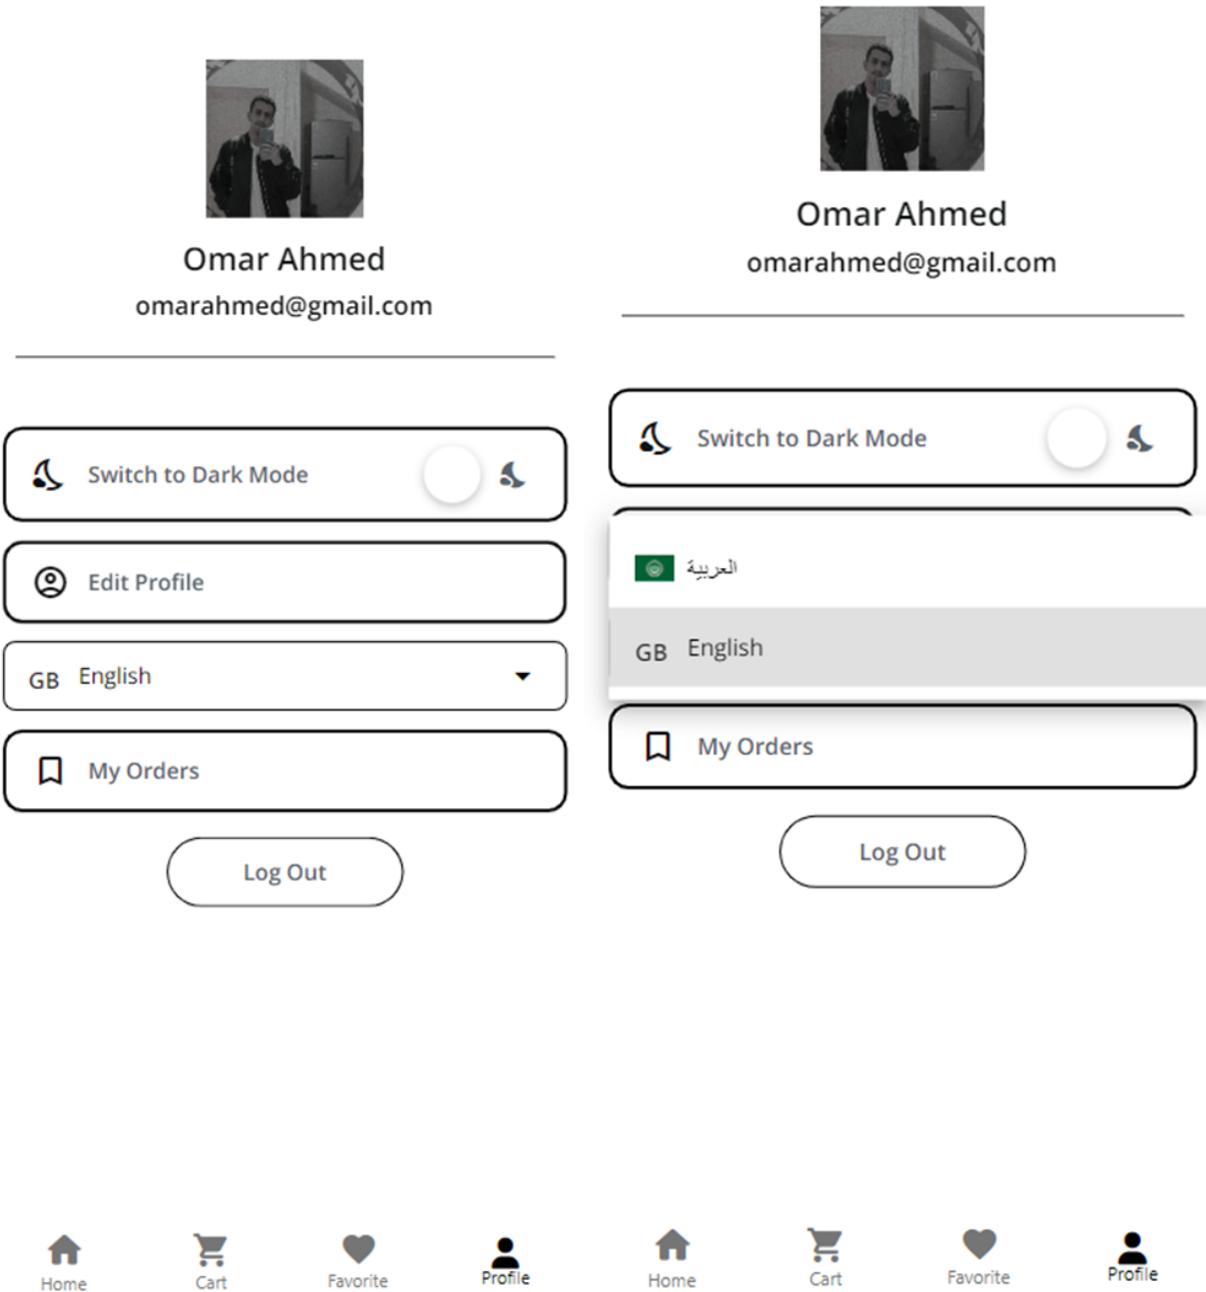 Omar Ahmed
omarahmed@gmail.com
Switch to Dark Mode
Edit Profile
GB English
My Orders
Log Out
Home Cart Favorite Profile
Omar Ahmed
omarahmed@gmail.com
Switch to Dark Mode
العربية
GB English
My Orders
Log Out
Home Cart Favorite Profile